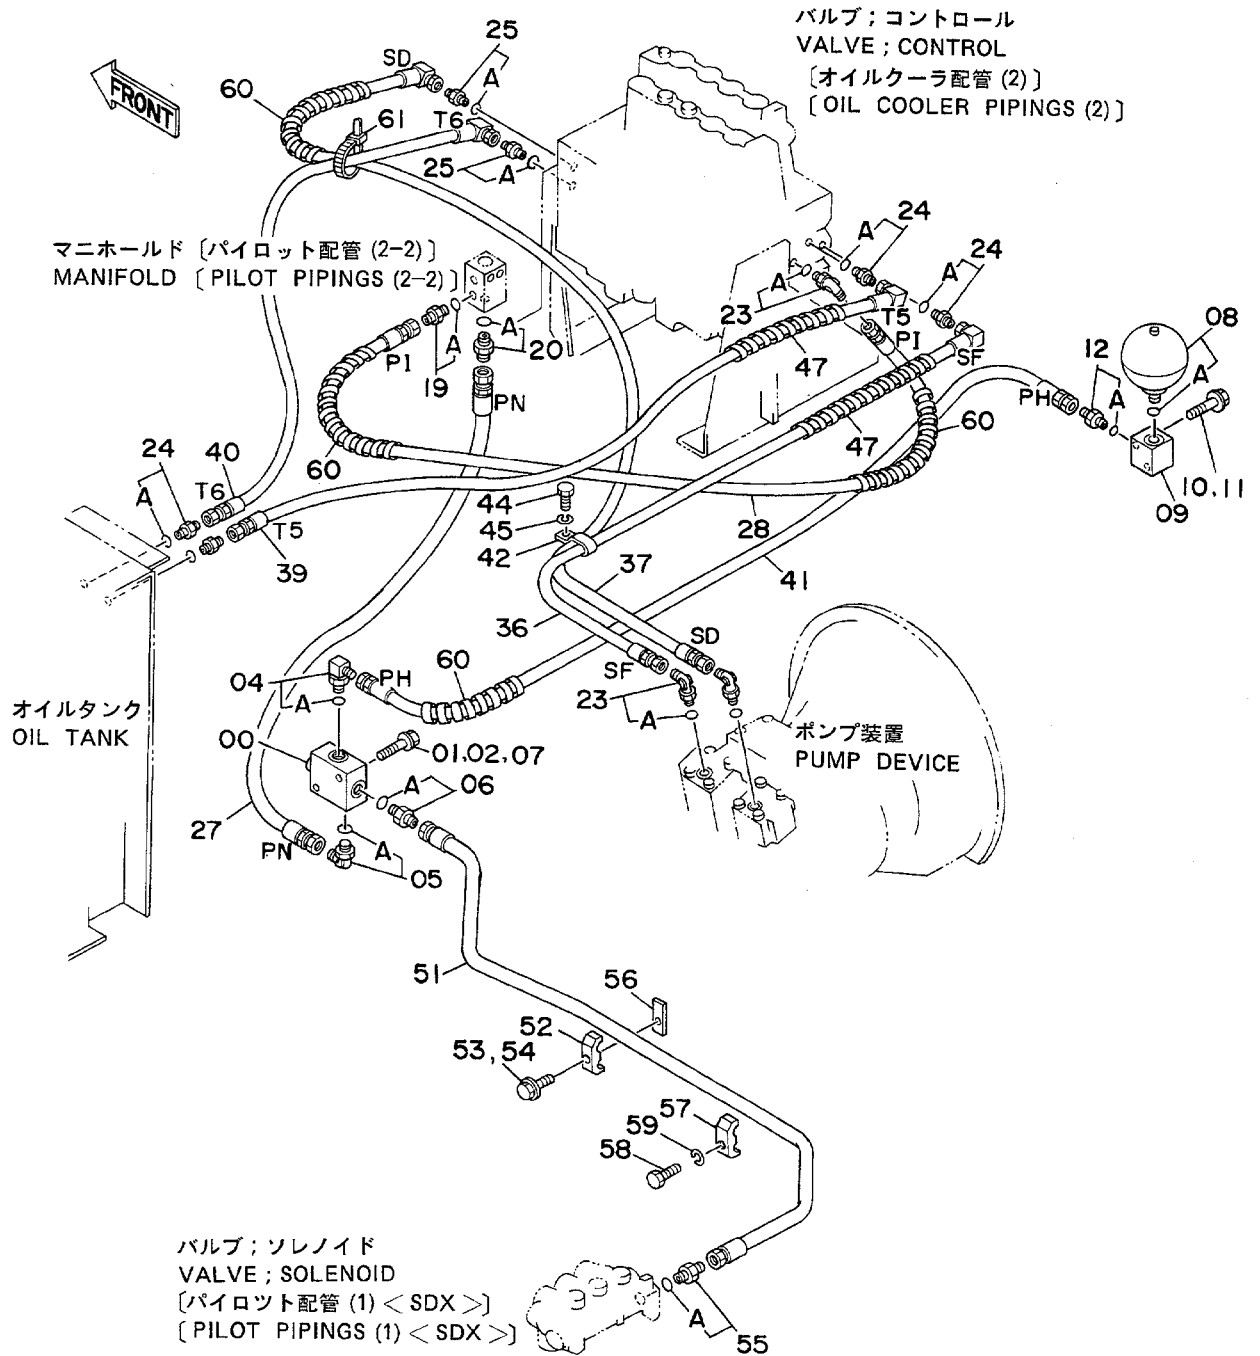 バルブ ; コントロール
VALVE ; CONTROL
〔オイルクーラ配管 (2)〕
〔OIL COOLER PIPINGS (2)〕
FRONT
25
SD
A
60
61
T6
25
A
マニホールド〔パイロット配管 (2-2)〕
MANIFOLD〔PILOT PIPINGS (2-2)〕
A
24
A
24
A
23
T5
PI
SF
08
12
A
A
PH
10,11
09
PI
19
A
A
20
PN
47
47
60
60
24
40
A
T6
T5
39
44
45
42
28
37
41
36
SD
SF
04
A
PH
60
23
A
オイルタンク
OIL TANK
00
01,02,07
A
06
ポンプ装置
PUMP DEVICE
27
PN
A
05
51
56
52
53,54
57
59
58
バルブ ; ソレノイド
VALVE ; SOLENOID
〔パイロツト配管 (1) < SDX >〕
〔PILOT PIPINGS (1) < SDX >〕
A
55